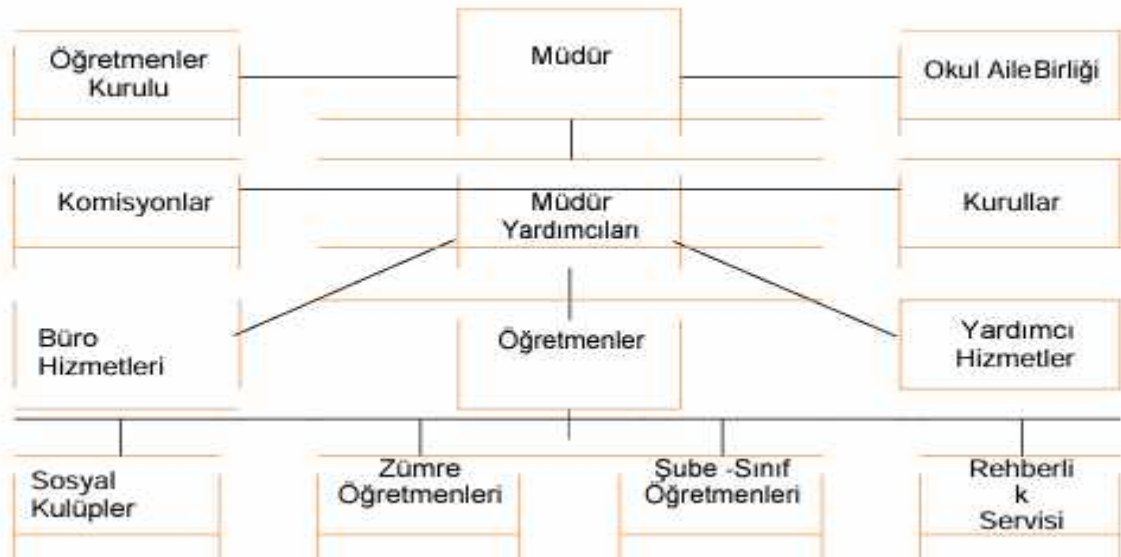 Öğretmenler
Kurulu
Müdür
Okul Aile Birliği
Komisyonlar
Müdür
Yardımcıları
Kurullar
Büro
Hizmetleri
Öğretmenler
Yardımcı
Hizmetler
Sosyal
Kulüpler
Zümre
Öğretmenleri
Şube -Sınıf
Öğretmenleri
Rehberli
k
Servisi